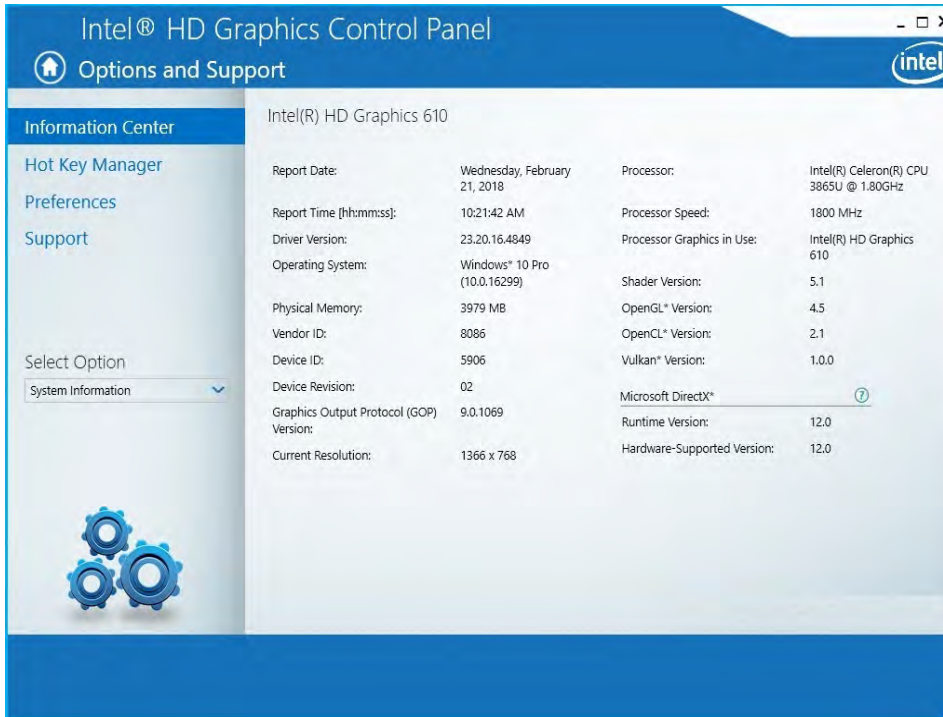 Intel® HD Graphics Control Panel
Options and Support
intel
Information Center
Hot Key Manager
Preferences
Support
Select Option
System Information
Intel(R) HD Graphics 610
Report Date: Wednesday, February
21, 2018
Report Time [hh:mm:ss]: 10:21:42 AM
Driver Version: 23.20.16.4849
Operating System: Windows* 10 Pro
(10.0.16299)
Physical Memory: 3979 MB
Vendor ID: 8086
Device ID: 5906
Device Revision: 02
Graphics Output Protocol (GOP) 9.0.1069
Version:
Current Resolution: 1366 x 768
Processor: Intel(R) Celeron(R) CPU
3865U @ 1.80GHz
Processor Speed: 1800 MHz
Processor Graphics in Use: Intel(R) HD Graphics
610
Shader Version: 5.1
OpenGL* Version: 4.5
OpenCL* Version: 2.1
Vulkan* Version: 1.0.0
Microsoft DirectX* ?
Runtime Version: 12.0
Hardware-Supported Version: 12.0